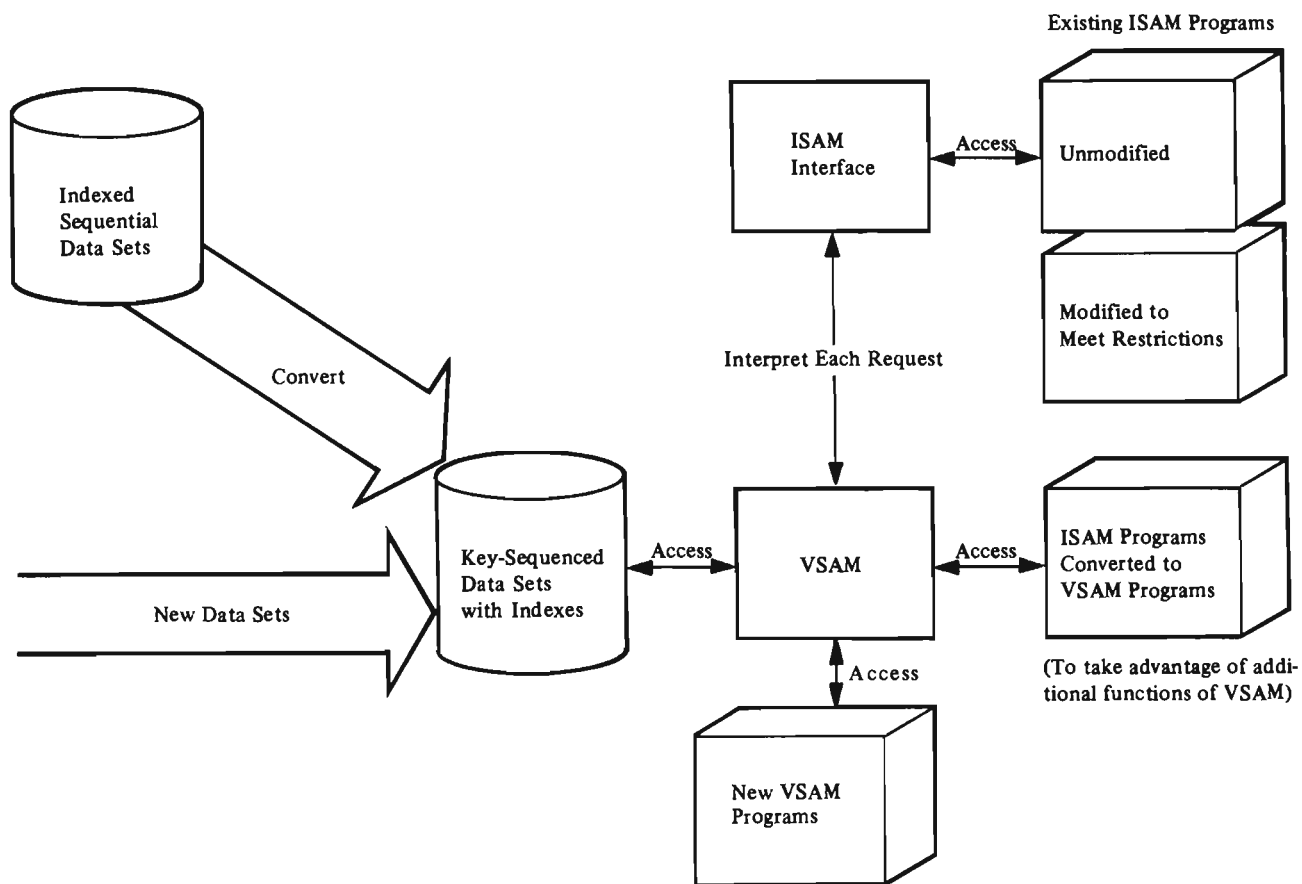 Existing ISAM Programs
Indexed
Sequential
Data Sets
ISAM
Interface
Access
Unmodified
Modified to
Meet Restrictions
Convert
Interpret Each Request
Key-Sequenced
Data Sets
with Indexes
Access
VSAM
Access
ISAM Programs
Converted to
VSAM Programs
New Data Sets
(To take advantage of addi-
tional functions of VSAM)
Access
New VSAM
Programs